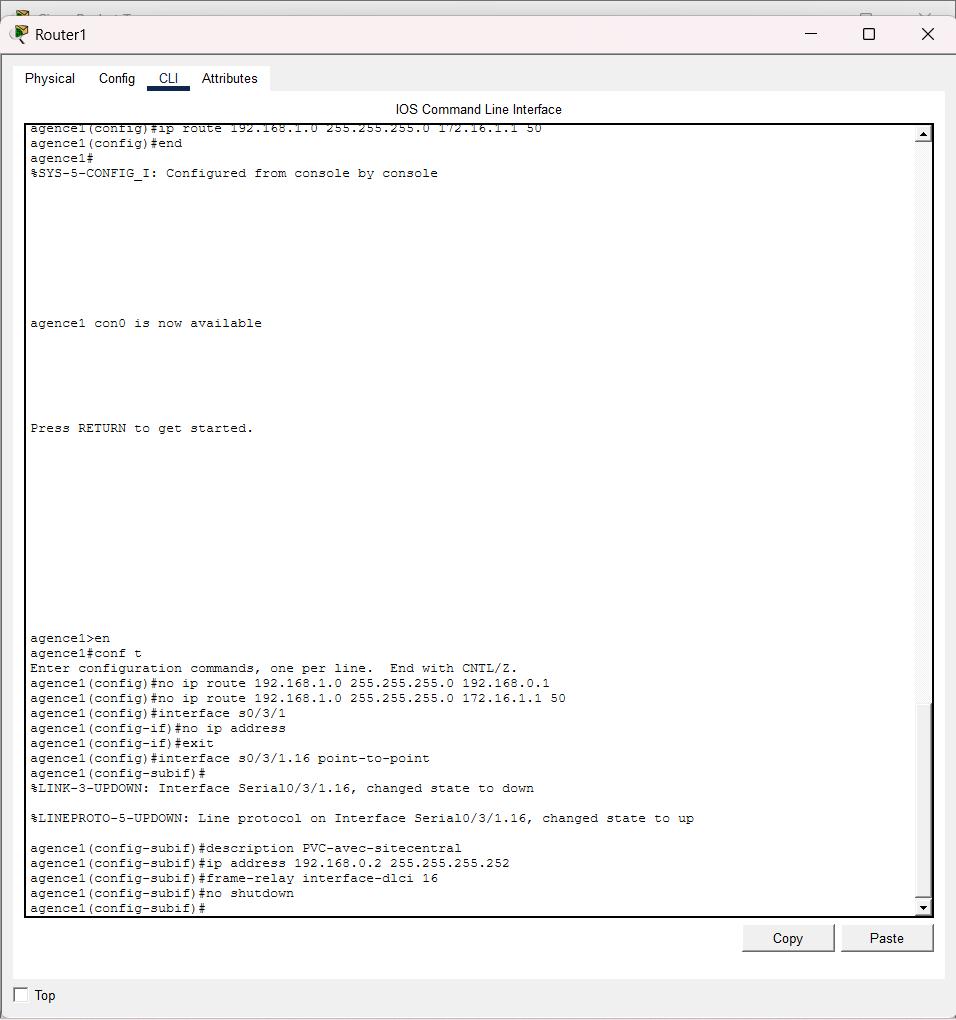 Router1
Physical Config CLI Attributes
IOS Command Line Interface
agence1(config)#ip route 192.168.1.0 255.255.255.0 172.16.1.1 50
agence1(config)#end
agence1#
%SYS-5-CONFIG_I: Configured from console by console
agence1 con0 is now available
Press RETURN to get started.
agence1>en
agence1#conf t
Enter configuration commands, one per line.  End with CNTL/Z.
agence1(config)#no ip route 192.168.1.0 255.255.255.0 192.168.0.1
agence1(config)#no ip route 192.168.1.0 255.255.255.0 172.16.1.1 50
agence1(config)#interface s0/3/1
agence1(config-if)#no ip address
agence1(config-if)#exit
agence1(config)#interface s0/3/1.16 point-to-point
agence1(config-subif)#
%LINK-3-UPDOWN: Interface Serial0/3/1.16, changed state to down
%LINEPROTO-5-UPDOWN: Line protocol on Interface Serial0/3/1.16, changed state to up
agence1(config-subif)#description PVC-avec-sitecentral
agence1(config-subif)#ip address 192.168.0.2 255.255.255.252
agence1(config-subif)#frame-relay interface-dlci 16
agence1(config-subif)#no shutdown
agence1(config-subif)#
Copy Paste
Top